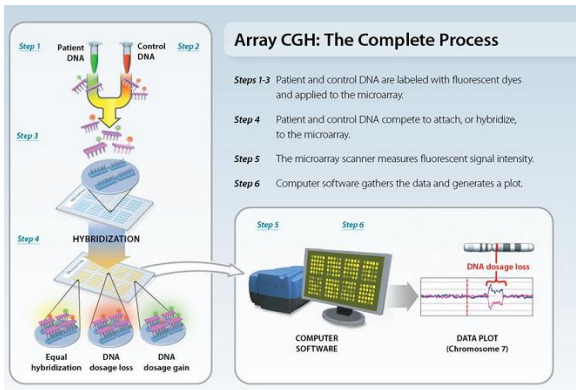 Step 1
Patient
DNA
Control
DNA
Step 2
Step 3
HYBRIDIZATION
Step 4
Equal
hybridization
DNA
dosage loss
DNA
dosage gain
Array CGH: The Complete Process
Steps 1-3 Patient and control DNA are labeled with fluorescent dyes
and applied to the microarray.
Step 4 Patient and control DNA compete to attach, or hybridize,
to the microarray.
Step 5 The microarray scanner measures fluorescent signal intensity.
Step 6 Computer software gathers the data and generates a plot.
Step 5
Step 6
COMPUTER
SOFTWARE
DNA dosage loss
DATA PLOT
(Chromosome 7)